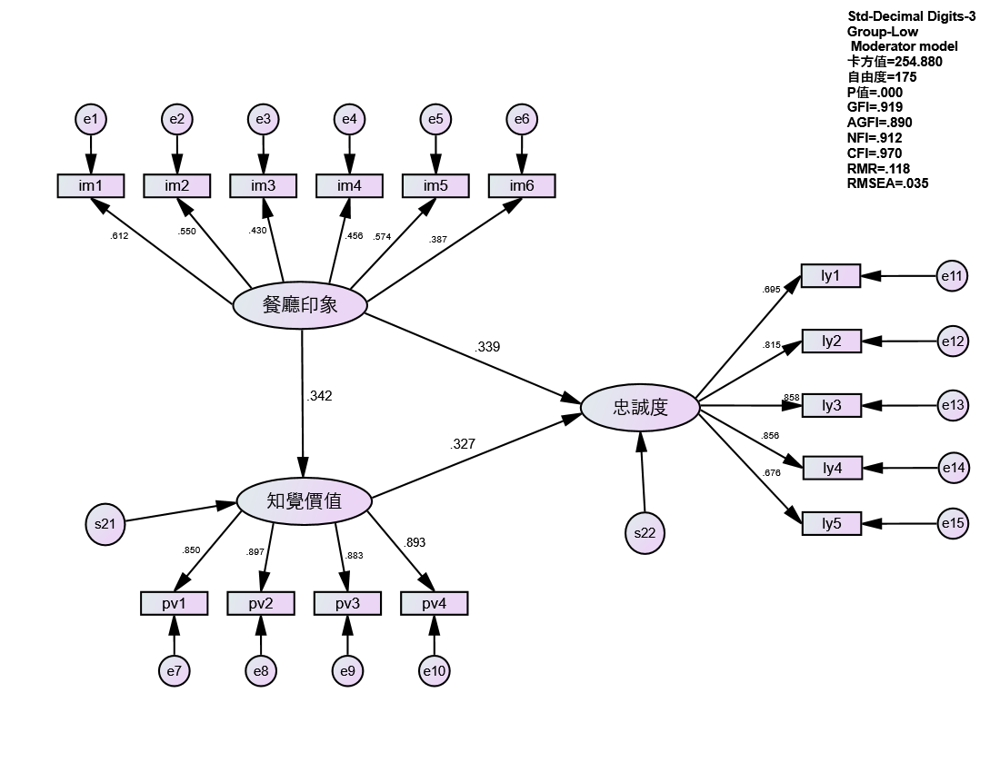 Std-Decimal Digits-3
Group-Low
Moderator model
卡方值=254.880
自由度=175
P值=.000
GFI=.919
AGFI=.890
NFI=.912
CFI=.970
RMR=.118
RMSEA=.035
e1 e2 e3 e4 e5 e6
im1 im2 im3 im4 im5 im6
.612 .550 .430 .456 .574 .387
餐廳印象
ly1 e11
.695
.339
ly2 e12
.815
.342
忠誠度
.858 ly3 e13
.856
.327
ly4 e14
.676
知覺價值
s21
s22
ly5 e15
.850 .897 .883 .893
pv1 pv2 pv3 pv4
e7 e8 e9 e10